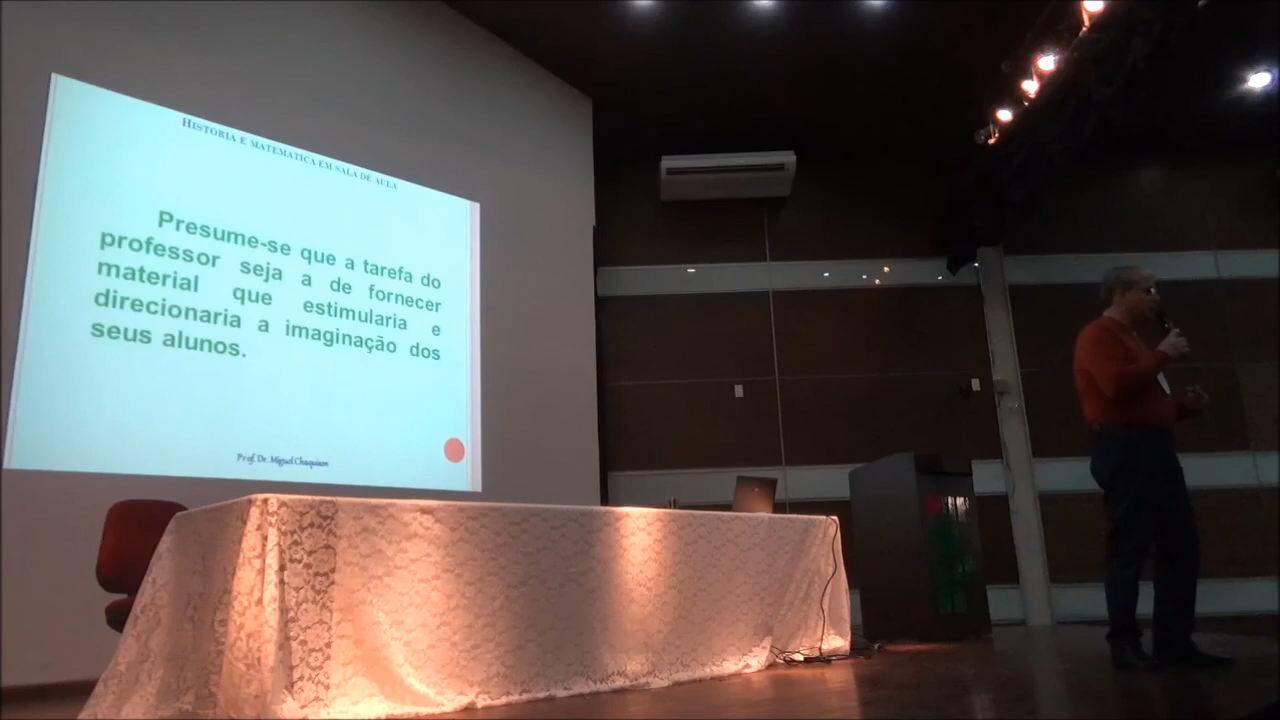 HISTÓRIA E MATEMÁTICA EM SALA DE AULA
Presume-se que a tarefa do
professor seja a de fornecer
material que estimularia e
direcionaria a imaginação dos
seus alunos.
Prof. Dr. Miguel Chaquiam